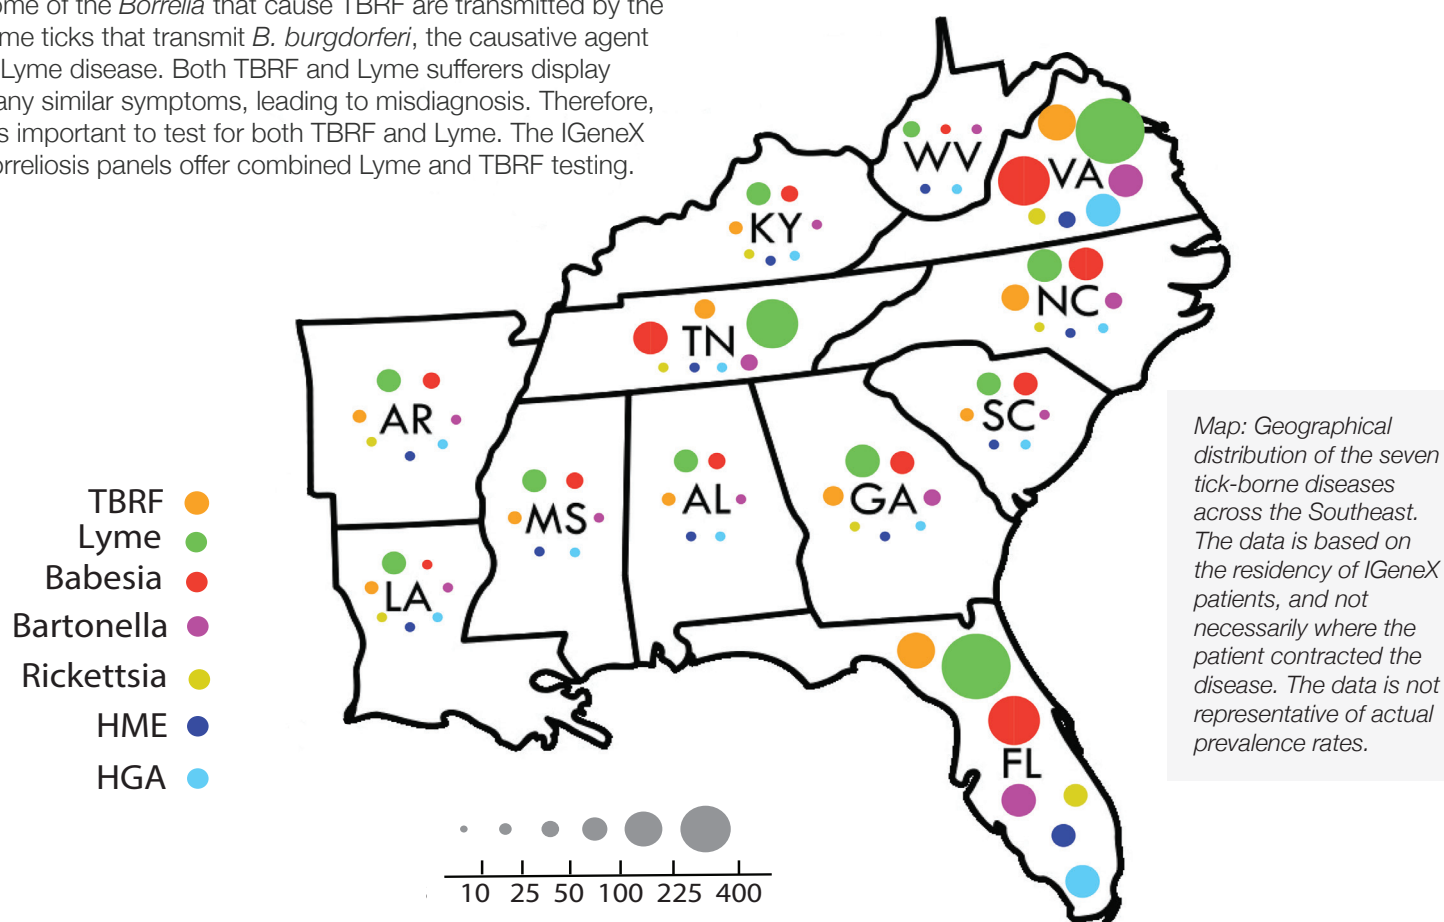 ome of the Borrelia that cause TBRF are transmitted by the
me ticks that transmit B. burgdorferi, the causative agent
Lyme disease. Both TBRF and Lyme sufferers display
any similar symptoms, leading to misdiagnosis. Therefore,
s important to test for both TBRF and Lyme. The IGeneX
orreliosis panels offer combined Lyme and TBRF testing.
WV
VA
KY
NC
TN
AR
SC
MS
AL
GA
LA
FL
TBRF
Lyme
Babesia
Bartonella
Rickettsia
HME
HGA
Map: Geographical
distribution of the seven
tick-borne diseases
across the Southeast.
The data is based on
the residency of IGeneX
patients, and not
necessarily where the
patient contracted the
disease. The data is not
representative of actual
prevalence rates.
10 25 50 100 225 400